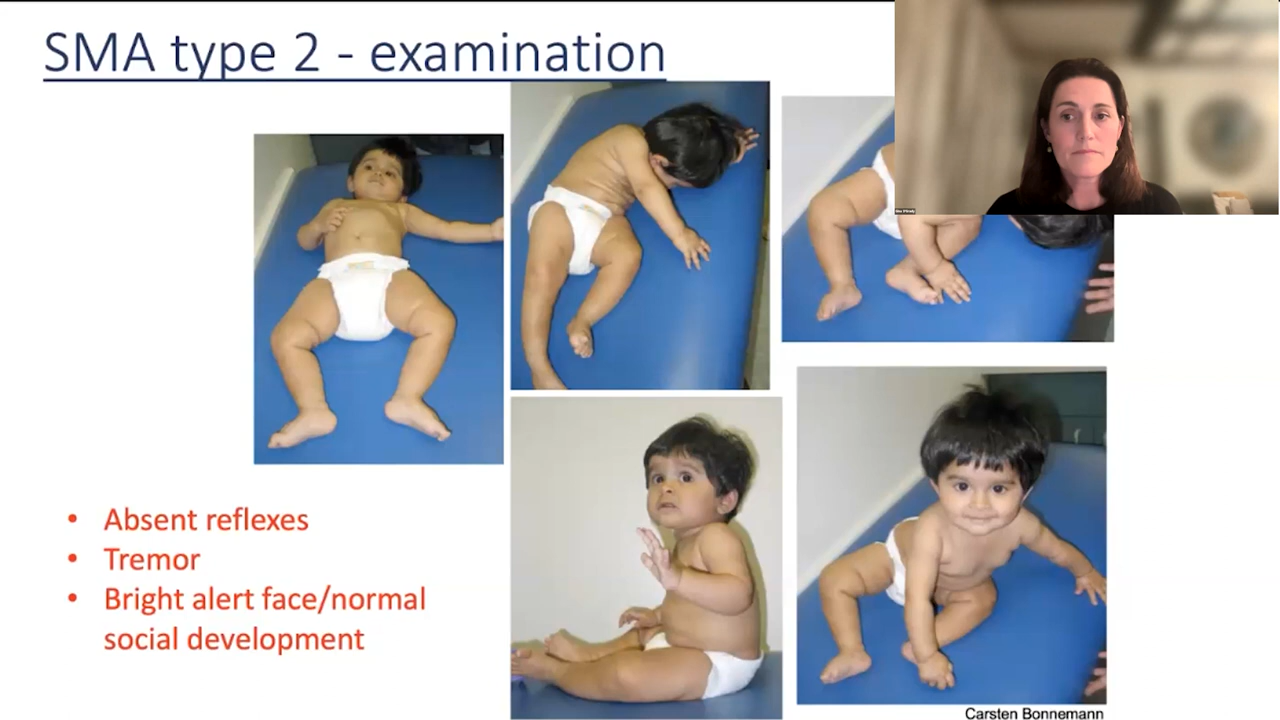 SMA type 2 - examination
• Absent reflexes
• Tremor
• Bright alert face/normal
social development
Carsten Bonnemann